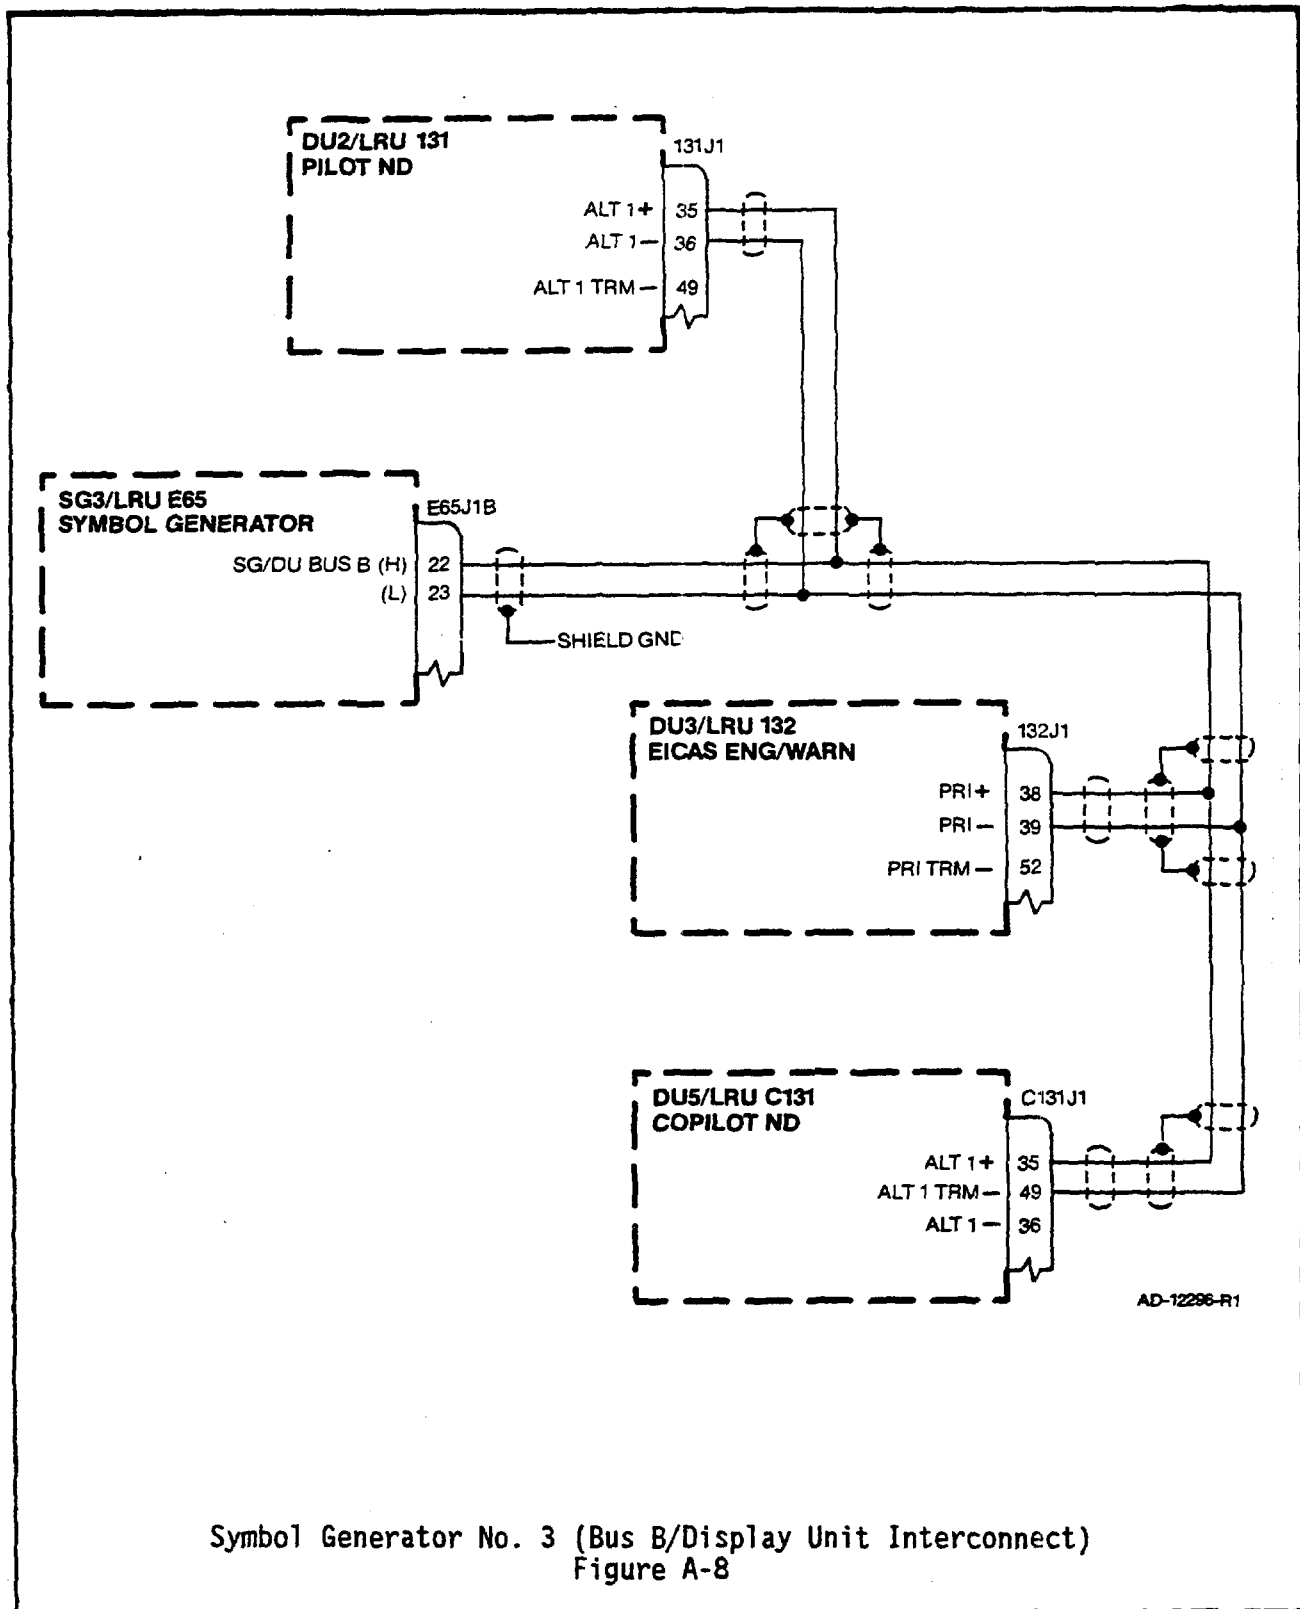 DU2/LRU 131
PILOT ND
131J1
ALT 1+ 35
ALT 1– 36
ALT 1 TRM – 49
SG3/LRU E65
SYMBOL GENERATOR
E65J1B
SG/DU BUS B (H) 22
(L) 23
SHIELD GND
DU3/LRU 132
EICAS ENG/WARN
132J1
PRI+ 38
PRI– 39
PRI TRM – 52
DU5/LRU C131
COPILOT ND
C131J1
ALT 1+ 35
ALT 1 TRM– 49
ALT 1– 36
AD-12296-R1
Symbol Generator No. 3 (Bus B/Display Unit Interconnect)
Figure A-8